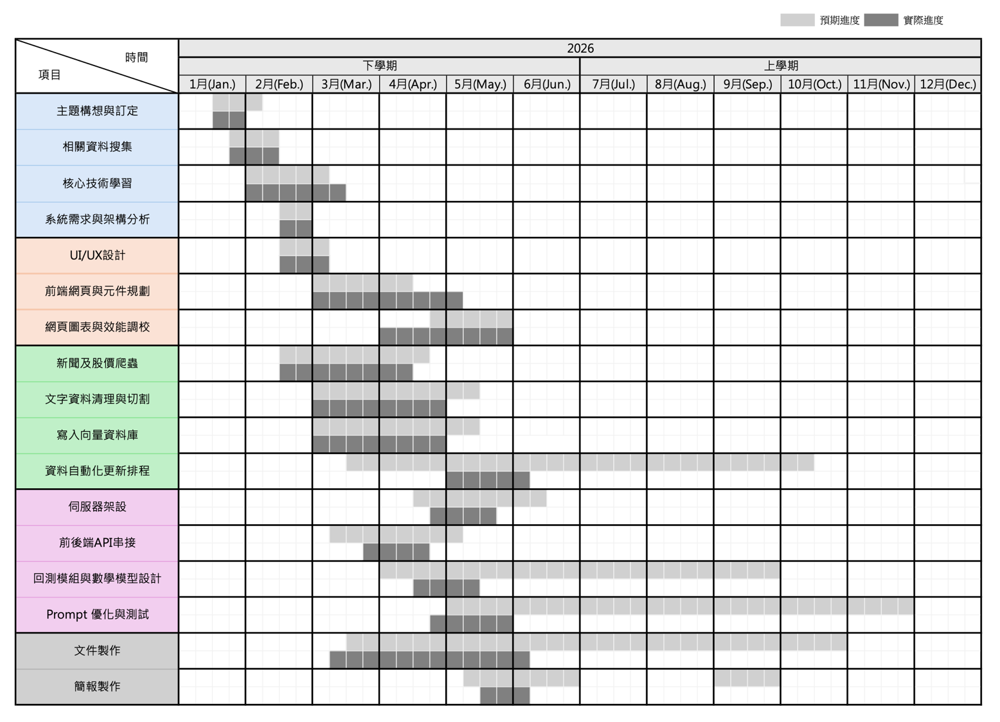 預期進度 實際進度
時間
項目
2026
下學期 上學期
1月(Jan.) 2月(Feb.) 3月(Mar.) 4月(Apr.) 5月(May.) 6月(Jun.) 7月(Jul.) 8月(Aug.) 9月(Sep.) 10月(Oct.) 11月(Nov.) 12月(Dec.)
主題構想與訂定
相關資料搜集
核心技術學習
系統需求與架構分析
UI/UX設計
前端網頁與元件規劃
網頁圖表與效能調校
新聞及股價爬蟲
文字資料清理與切割
寫入向量資料庫
資料自動化更新排程
伺服器架設
前後端API串接
回測模組與數學模型設計
Prompt 優化與測試
文件製作
簡報製作